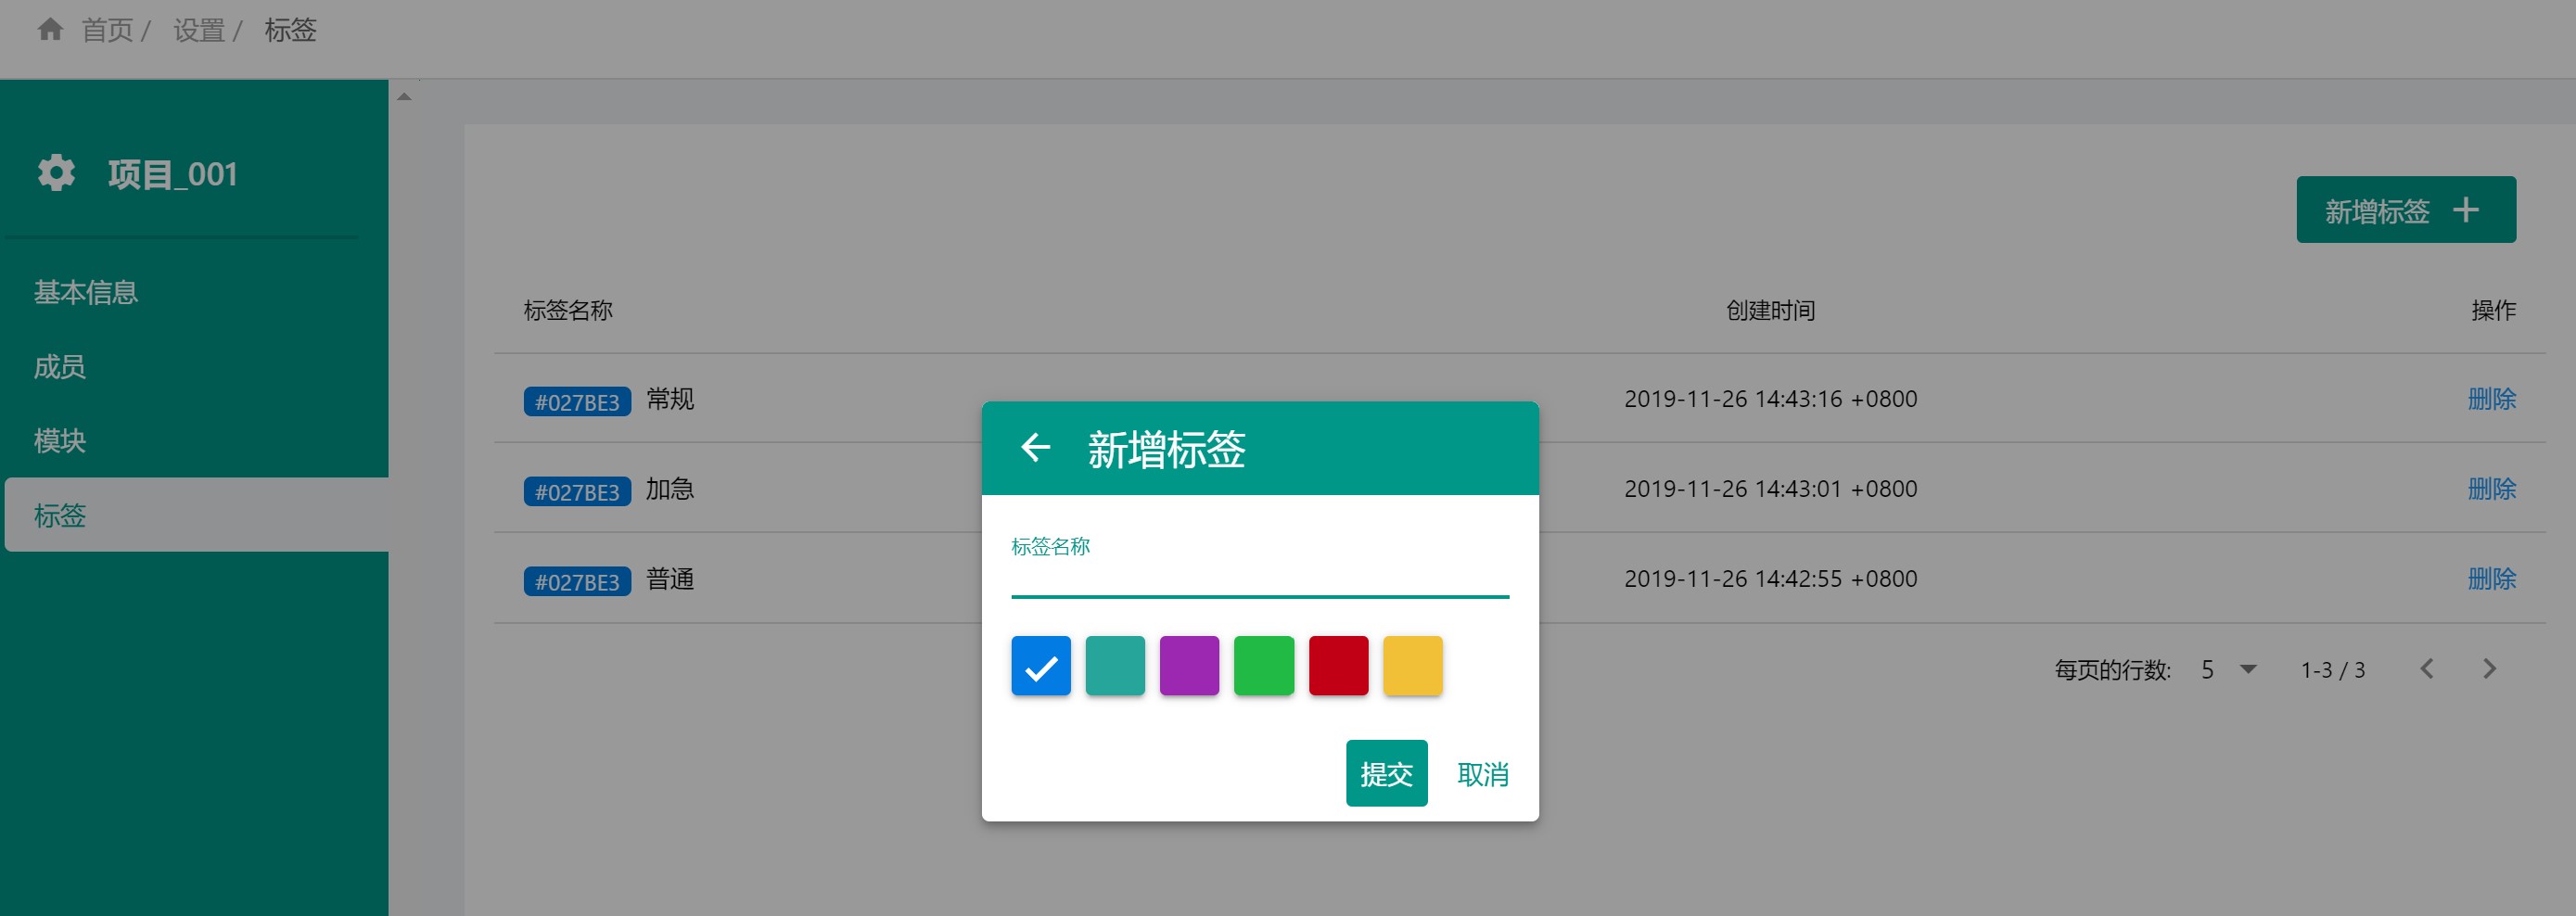 首页 / 设置 / 标签
项目_001
基本信息
成员
模块
标签
新增标签
标签名称 创建时间 操作
#027BE3 常规 2019-11-26 14:43:16 +0800 删除
#027BE3 加急 2019-11-26 14:43:01 +0800 删除
#027BE3 普通 2019-11-26 14:42:55 +0800 删除
每页的行数: 5 1-3 / 3
新增标签
标签名称
提交 取消